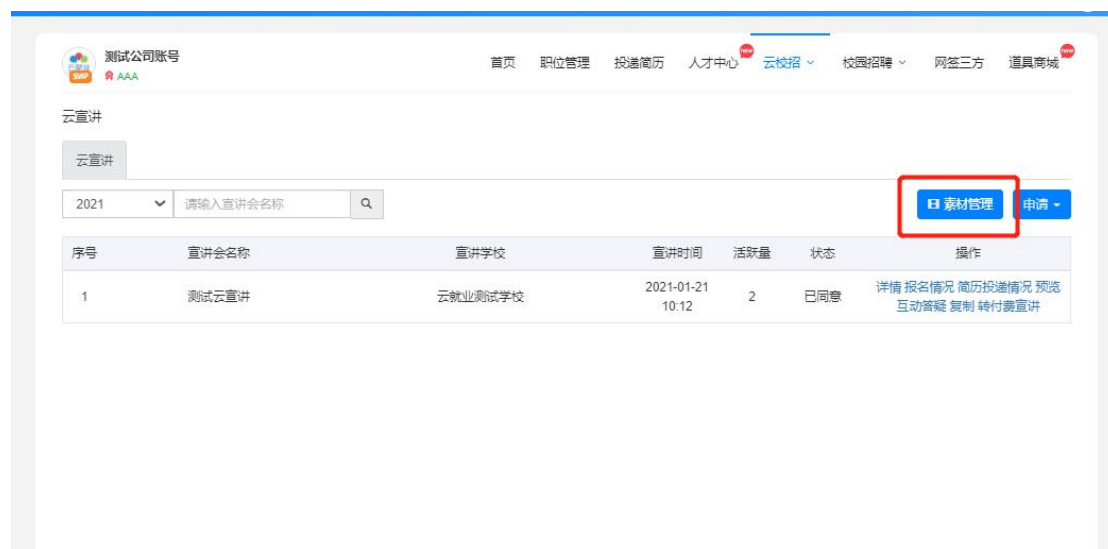 测试公司账号
AAA
首页 职位管理 投递简历 人才中心 new 云校招 校园招聘 网签三方 道具商城 new
云就业
SVIP
云宣讲
云宣讲
2021 请输入宣讲会名称 素材管理 申请
序号 宣讲会名称 宣讲学校 宣讲时间 活跃量 状态 操作
1 测试云宣讲 云就业测试学校 2021-01-21 2 已同意 详情 报名情况 简历投递情况 预览
10:12 互动答疑 复制 转付费宣讲